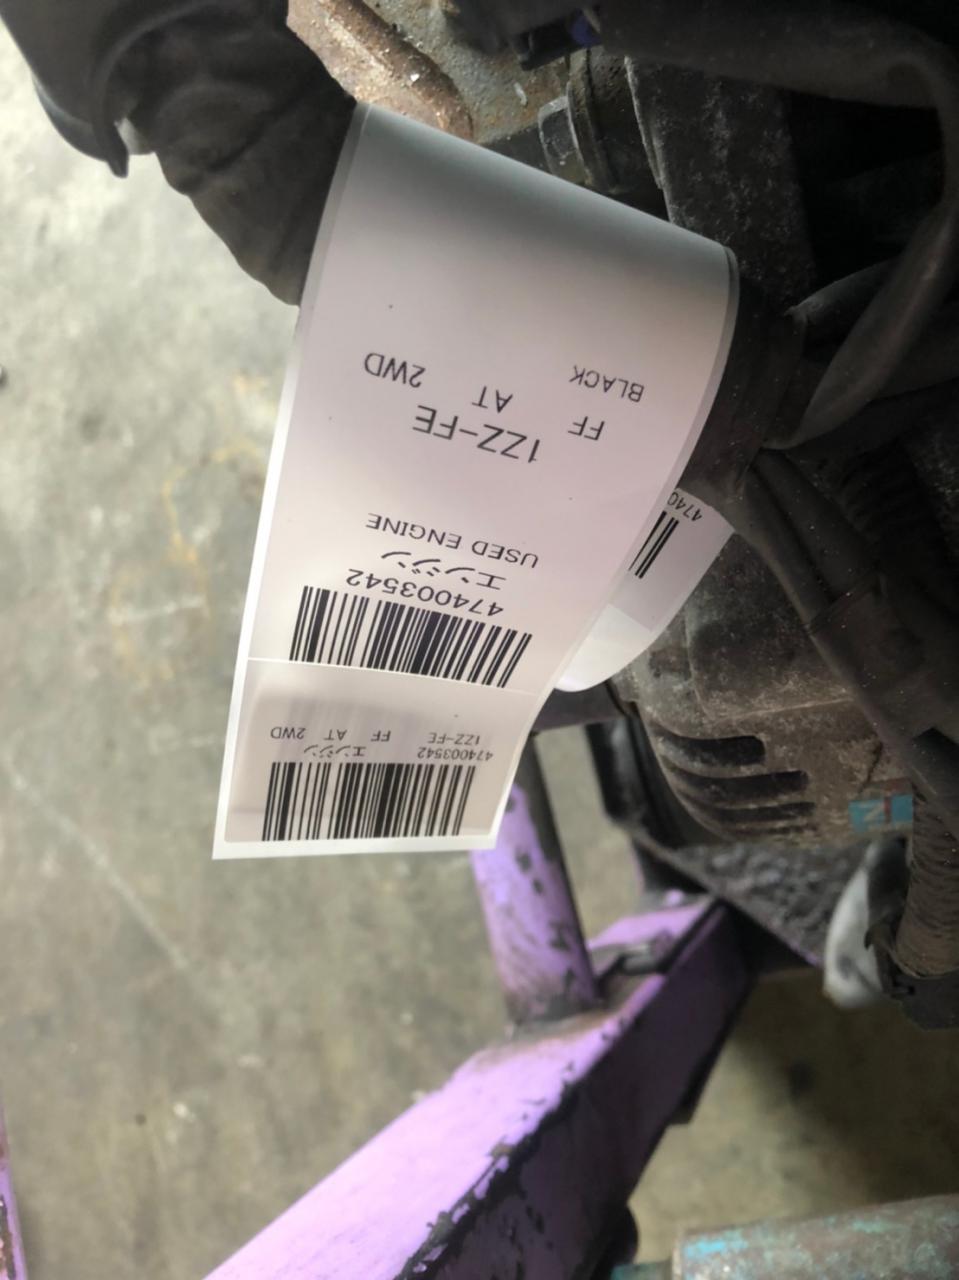 474003542
エンジン
USED ENGINE
1ZZ-FE
FF AT 2WD
BLACK
474003542 エンジン
1ZZ-FE FF AT 2WD
4740